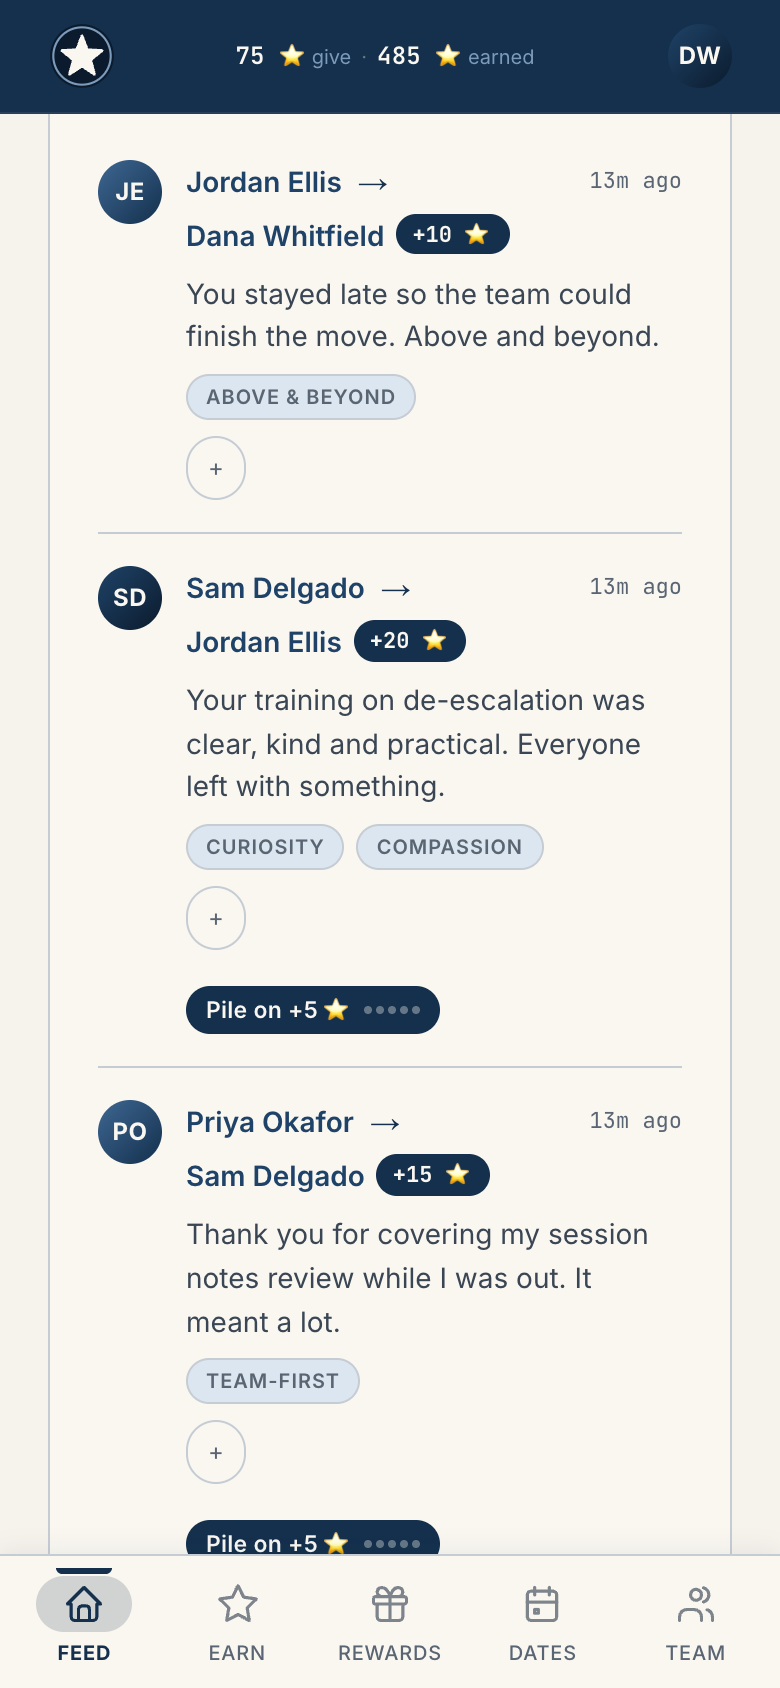 75 ⭐ give · 485 ⭐ earned
DW
JE
Jordan Ellis →
13m ago
Dana Whitfield +10 ⭐
You stayed late so the team could
finish the move. Above and beyond.
ABOVE & BEYOND
+
SD
Sam Delgado →
13m ago
Jordan Ellis +20 ⭐
Your training on de-escalation was
clear, kind and practical. Everyone
left with something.
CURIOSITY COMPASSION
+
Pile on +5 ⭐
PO
Priya Okafor →
13m ago
Sam Delgado +15 ⭐
Thank you for covering my session
notes review while I was out. It
meant a lot.
TEAM-FIRST
+
Pile on +5 ⭐
FEED EARN REWARDS DATES TEAM